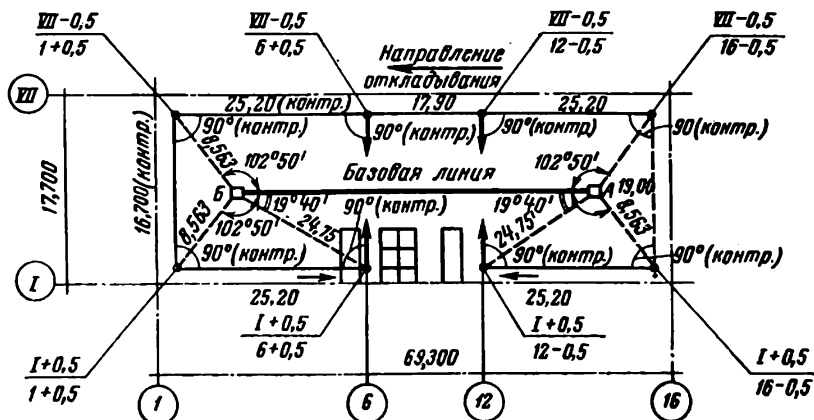 VII-0,5
1+0,5
VII-0,5
6+0,5
VII-0,5
12-0,5
VII-0,5
16-0,5
Направление
откладывания
VII
25,20(контр.)
17,90
25,20
90°(контр.)
90°(контр.)
90°(контр.)
90(контр.)
17,700
16,700(контр.)
8,563
102°50'
Базовая линия
102°50'
Б
А
19,00
19°40'
90°(контр.)
19°40'
8,563
102°50'
24,75
24,75
8,563
90°(контр.)
90°(контр.)
90°(контр.)
I
25,20
25,20
I+0,5
1+0,5
I+0,5
6+0,5
I+0,5
12-0,5
I+0,5
16-0,5
69,300
1
6
12
16